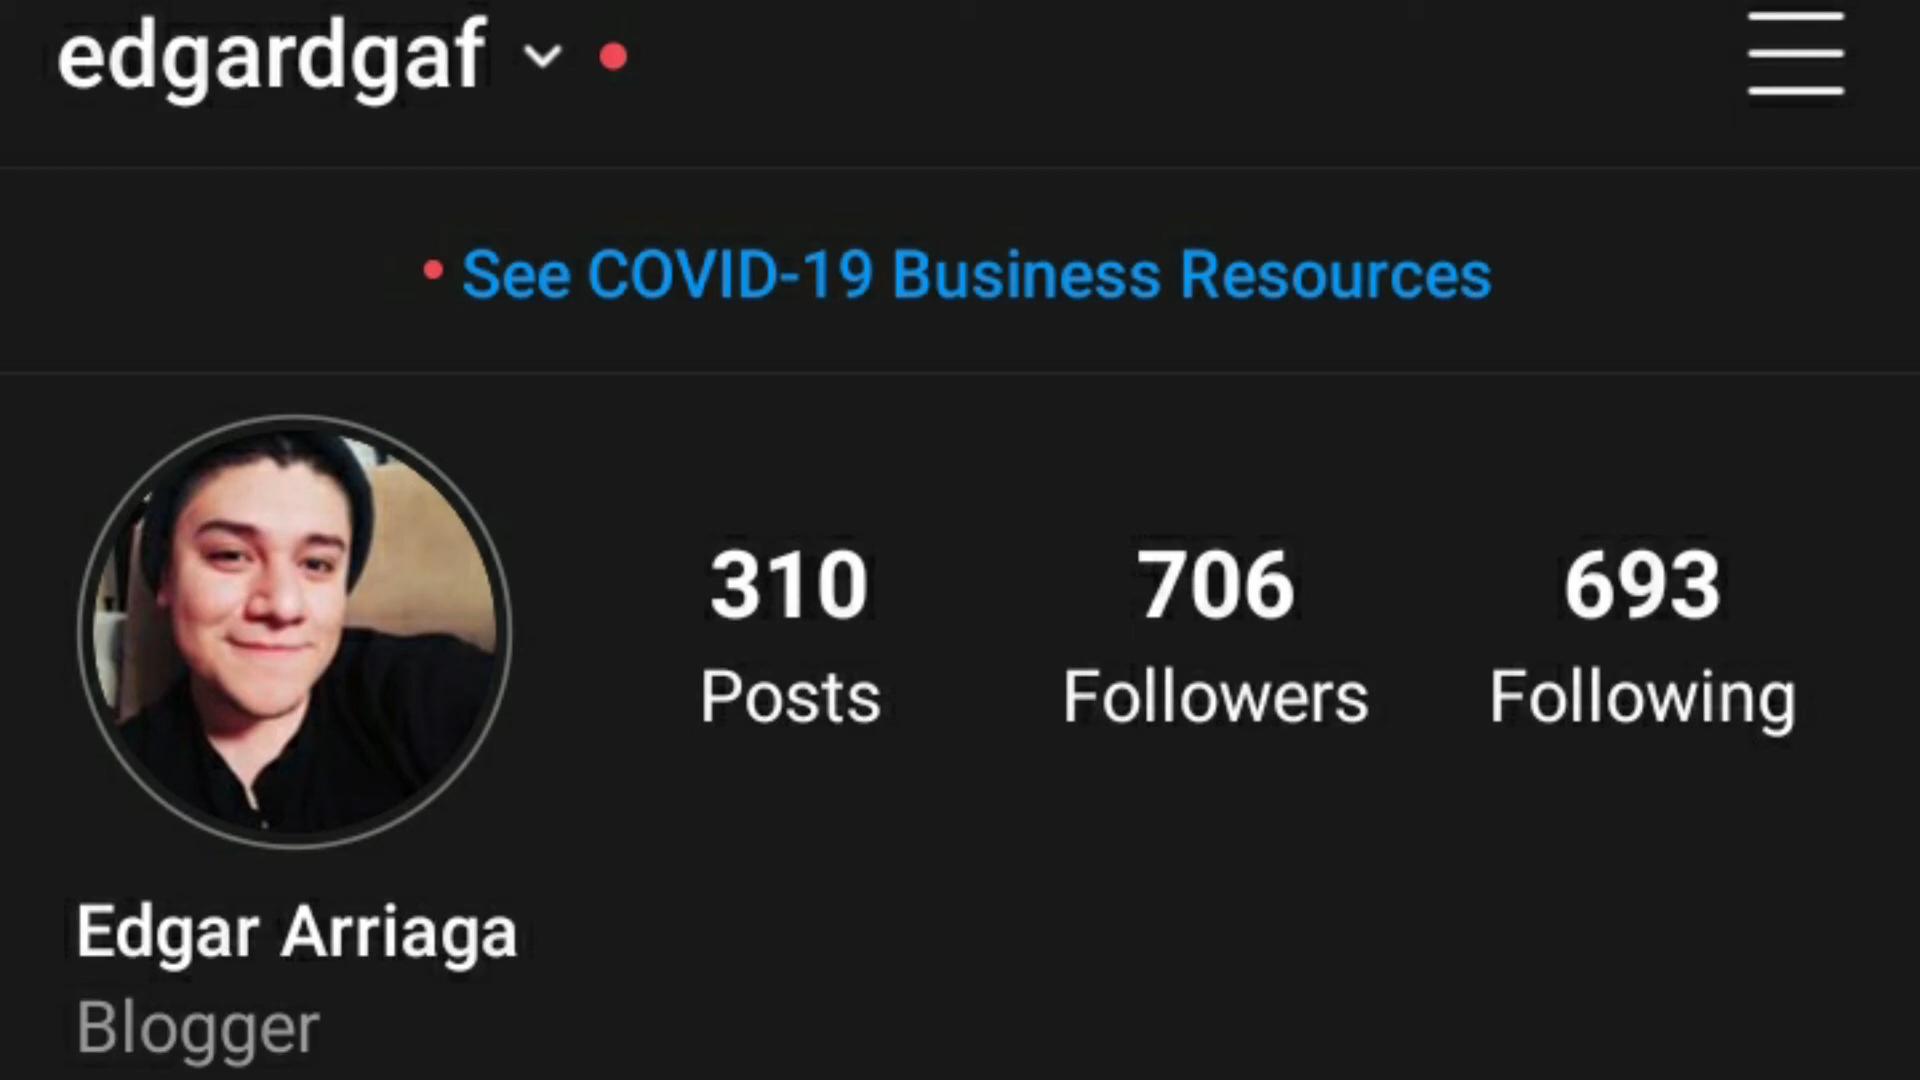 edgardgaf
See COVID-19 Business Resources
310 706 693
Posts Followers Following
Edgar Arriaga
Blogger